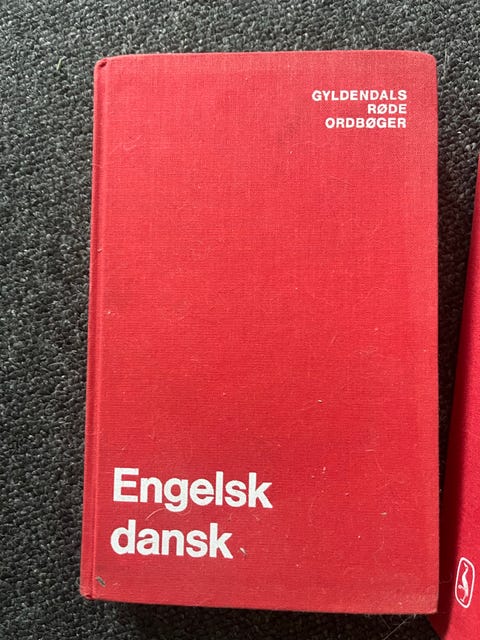 GYLDENDALS
RØDE
ORDBØGER
Engelsk
dansk